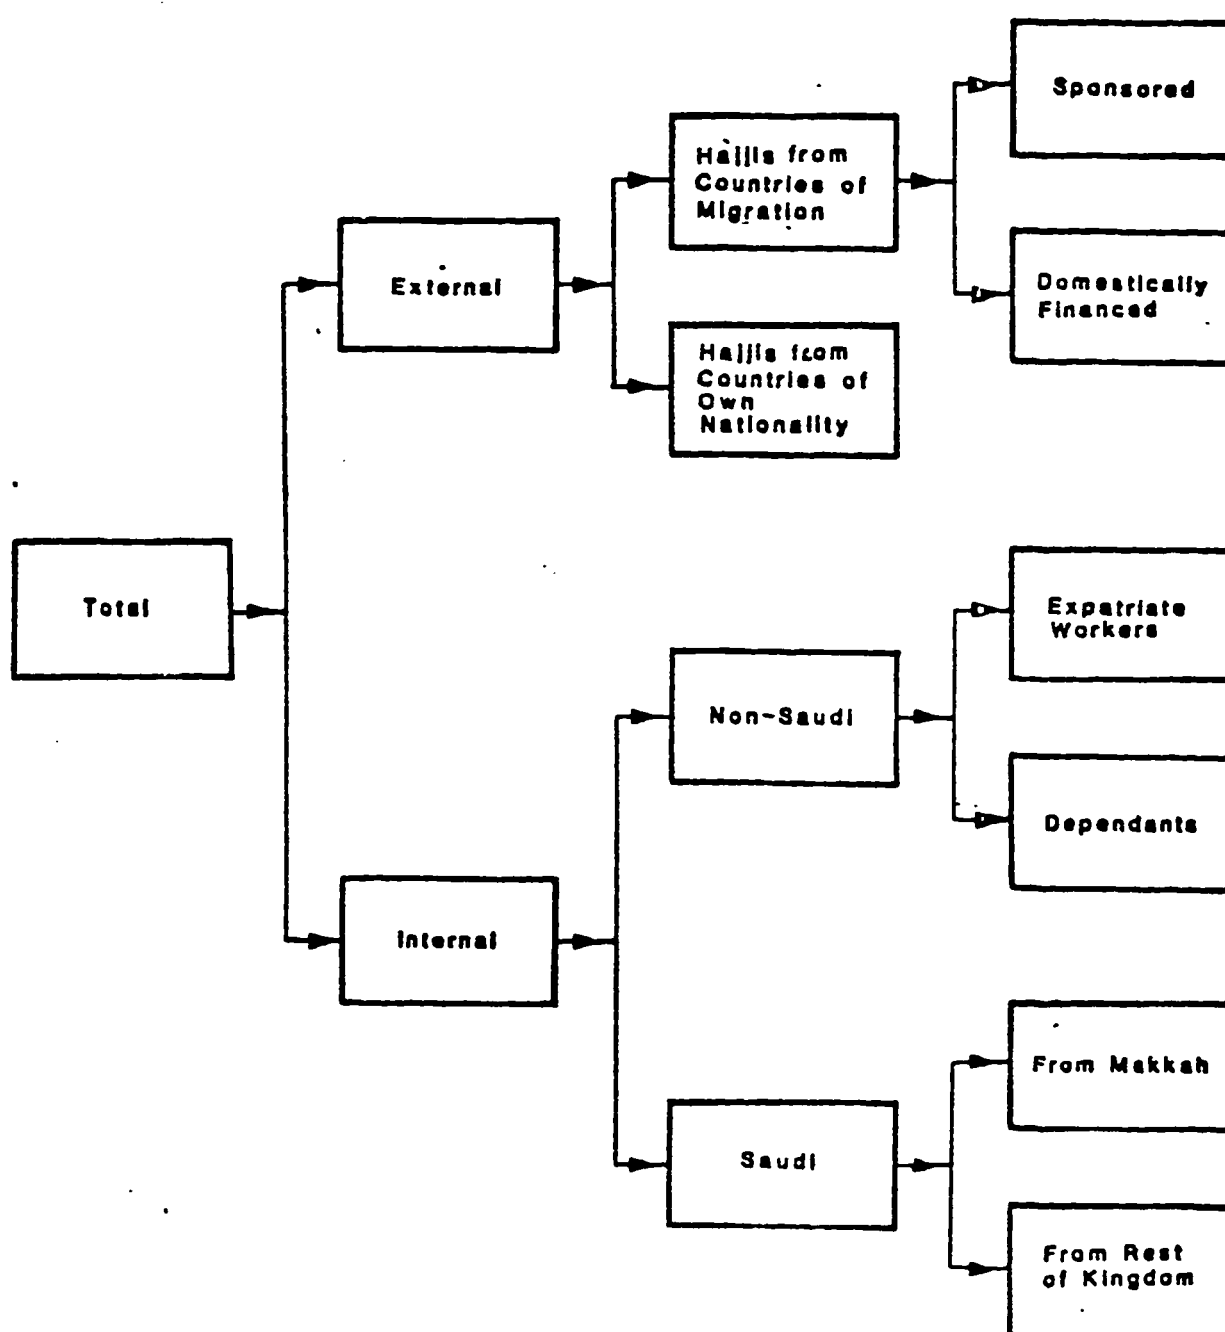 Sponsored
Hajjis from
Countries of
Migration
External
Domestically
Financed
Hajjis from
Countries of
Own
Nationality
Total
Expatriate
Workers
Non-Saudi
Dependants
Internal
From Makkah
Saudi
From Rest
of Kingdom